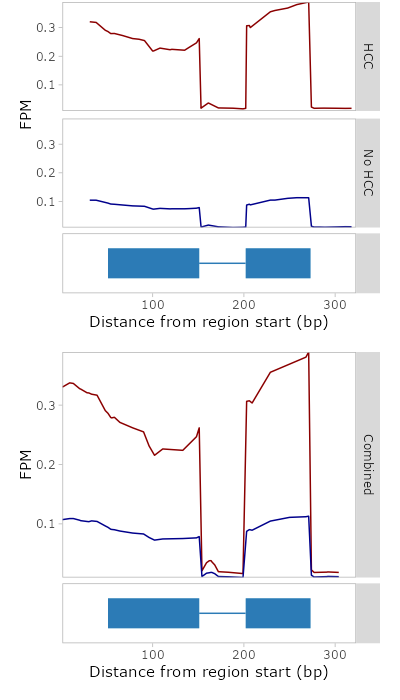 0.3
0.2
0.1
HCC
FPM
0.3
0.2
0.1
No HCC
100
200
300
Distance from region start (bp)
0.3
0.2
0.1
FPM
Combined
100
200
300
Distance from region start (bp)